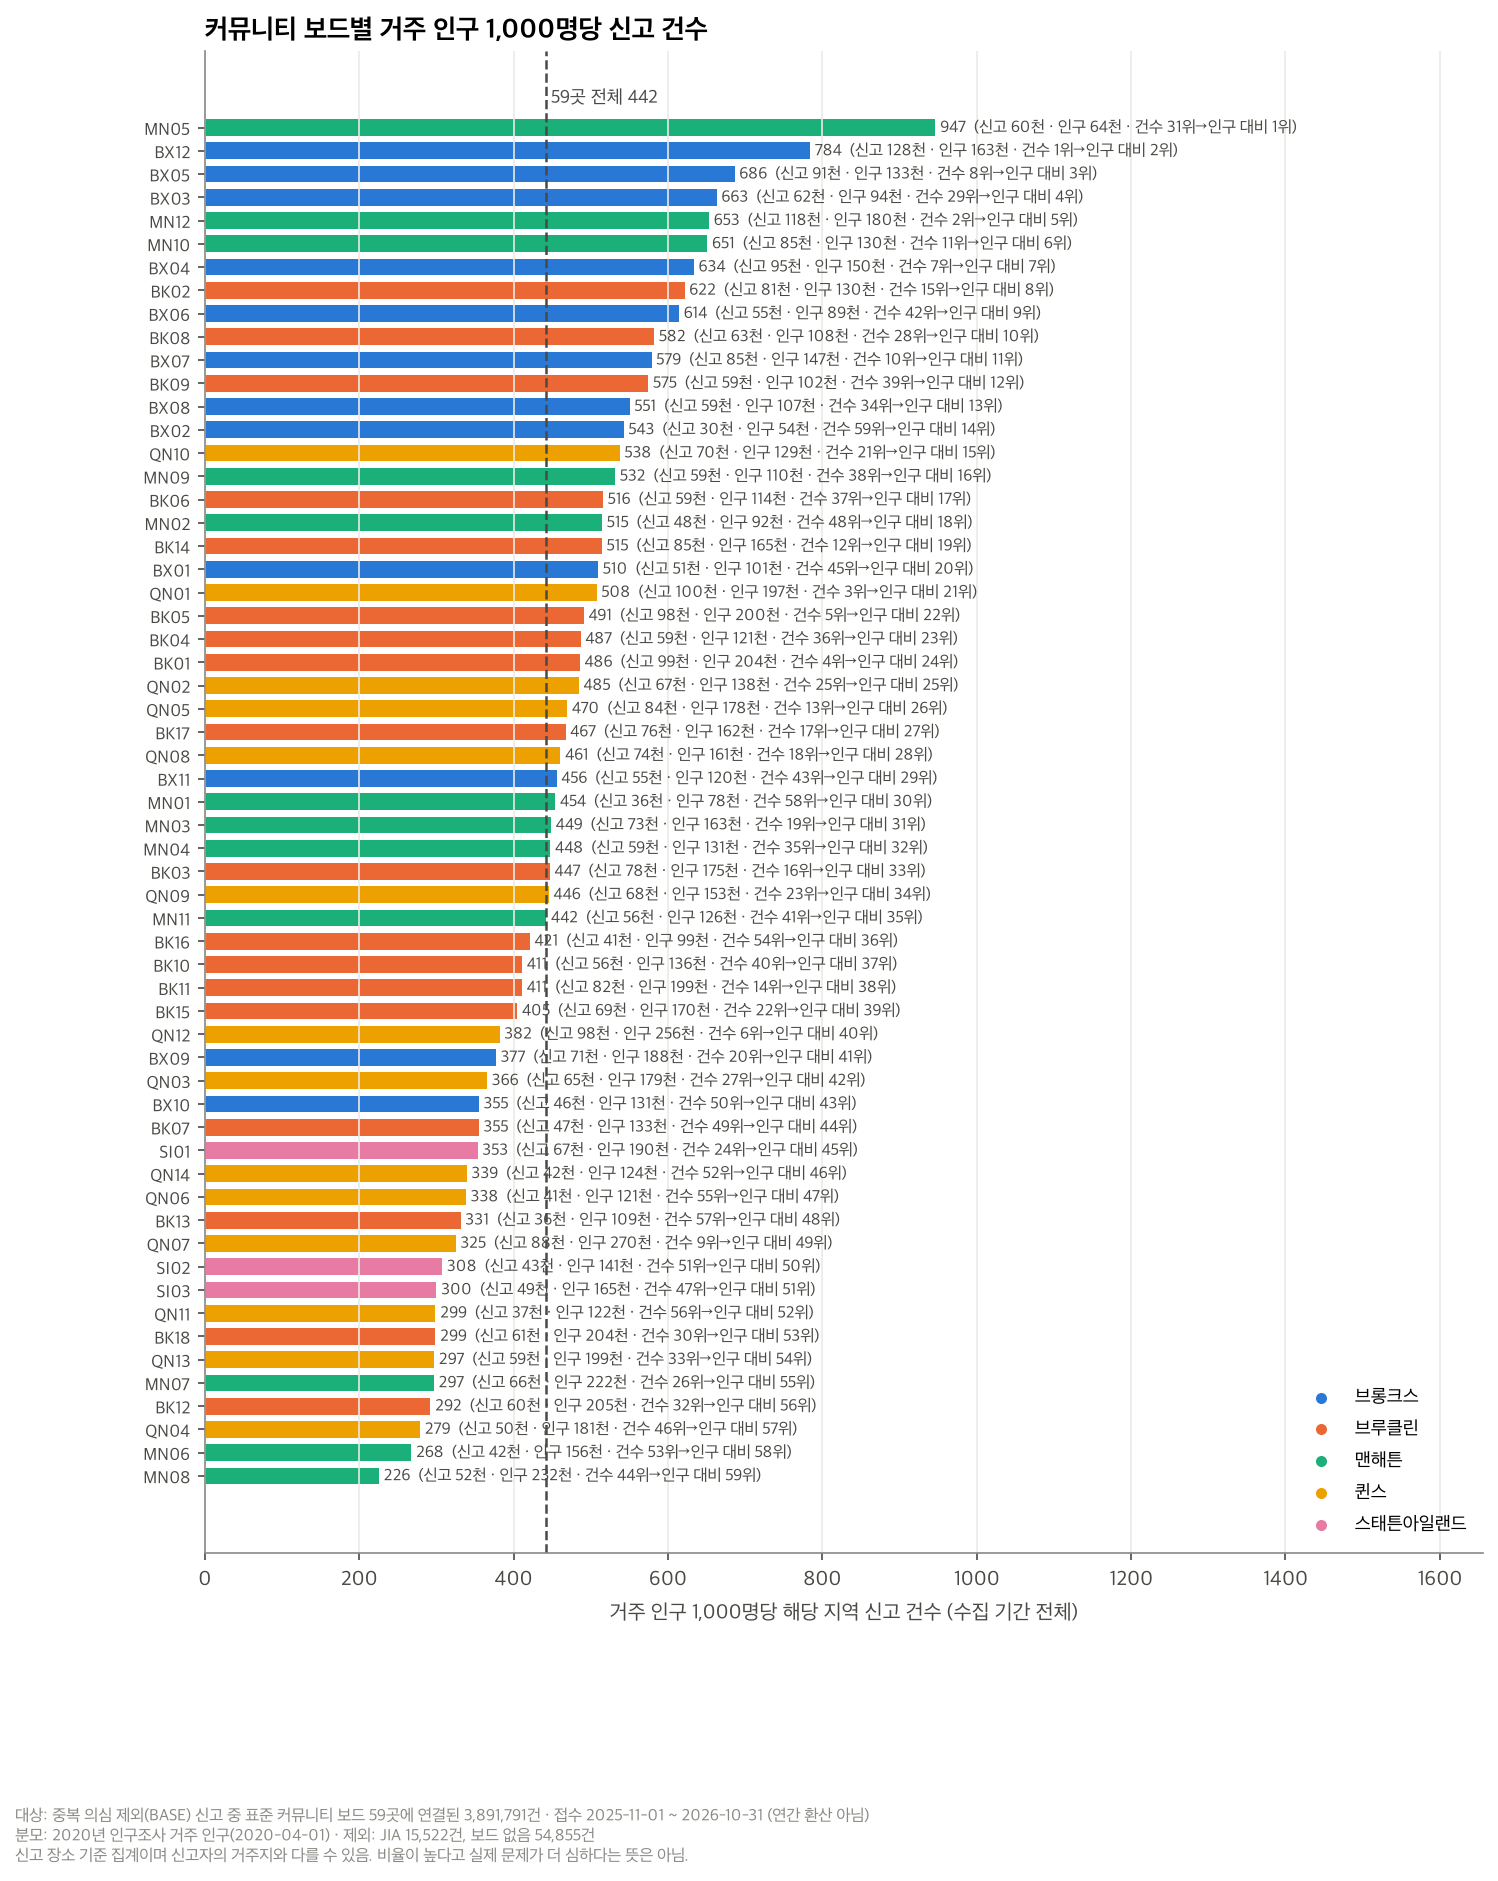 커뮤니티 보드별 거주 인구 1,000명당 신고 건수
59곳 전체 442
MN05 947 (신고 60천 · 인구 64천 · 건수 31위→인구 대비 1위)
BX12 784 (신고 128천 · 인구 163천 · 건수 1위→인구 대비 2위)
BX05 686 (신고 91천 · 인구 133천 · 건수 8위→인구 대비 3위)
BX03 663 (신고 62천 · 인구 94천 · 건수 29위→인구 대비 4위)
MN12 653 (신고 118천 · 인구 180천 · 건수 2위→인구 대비 5위)
MN10 651 (신고 85천 · 인구 130천 · 건수 11위→인구 대비 6위)
BX04 634 (신고 95천 · 인구 150천 · 건수 7위→인구 대비 7위)
BK02 622 (신고 81천 · 인구 130천 · 건수 15위→인구 대비 8위)
BX06 614 (신고 55천 · 인구 89천 · 건수 42위→인구 대비 9위)
BK08 582 (신고 63천 · 인구 108천 · 건수 28위→인구 대비 10위)
BX07 579 (신고 85천 · 인구 147천 · 건수 10위→인구 대비 11위)
BK09 575 (신고 59천 · 인구 102천 · 건수 39위→인구 대비 12위)
BX08 551 (신고 59천 · 인구 107천 · 건수 34위→인구 대비 13위)
BX02 543 (신고 30천 · 인구 54천 · 건수 59위→인구 대비 14위)
QN10 538 (신고 70천 · 인구 129천 · 건수 21위→인구 대비 15위)
MN09 532 (신고 59천 · 인구 110천 · 건수 38위→인구 대비 16위)
BK06 516 (신고 59천 · 인구 114천 · 건수 37위→인구 대비 17위)
MN02 515 (신고 48천 · 인구 92천 · 건수 48위→인구 대비 18위)
BK14 515 (신고 85천 · 인구 165천 · 건수 12위→인구 대비 19위)
BX01 510 (신고 51천 · 인구 101천 · 건수 45위→인구 대비 20위)
QN01 508 (신고 100천 · 인구 197천 · 건수 3위→인구 대비 21위)
BK05 491 (신고 98천 · 인구 200천 · 건수 5위→인구 대비 22위)
BK04 487 (신고 59천 · 인구 121천 · 건수 36위→인구 대비 23위)
BK01 486 (신고 99천 · 인구 204천 · 건수 4위→인구 대비 24위)
QN02 485 (신고 67천 · 인구 138천 · 건수 25위→인구 대비 25위)
QN05 470 (신고 84천 · 인구 178천 · 건수 13위→인구 대비 26위)
BK17 467 (신고 76천 · 인구 162천 · 건수 17위→인구 대비 27위)
QN08 461 (신고 74천 · 인구 161천 · 건수 18위→인구 대비 28위)
BX11 456 (신고 55천 · 인구 120천 · 건수 43위→인구 대비 29위)
MN01 454 (신고 36천 · 인구 78천 · 건수 58위→인구 대비 30위)
MN03 449 (신고 73천 · 인구 163천 · 건수 19위→인구 대비 31위)
MN04 448 (신고 59천 · 인구 131천 · 건수 35위→인구 대비 32위)
BK03 447 (신고 78천 · 인구 175천 · 건수 16위→인구 대비 33위)
QN09 446 (신고 68천 · 인구 153천 · 건수 23위→인구 대비 34위)
MN11 442 (신고 56천 · 인구 126천 · 건수 41위→인구 대비 35위)
BK16 421 (신고 41천 · 인구 99천 · 건수 54위→인구 대비 36위)
BK10 411 (신고 56천 · 인구 136천 · 건수 40위→인구 대비 37위)
BK11 411 (신고 82천 · 인구 199천 · 건수 14위→인구 대비 38위)
BK15 405 (신고 69천 · 인구 170천 · 건수 22위→인구 대비 39위)
QN12 382 (신고 98천 · 인구 256천 · 건수 6위→인구 대비 40위)
BX09 377 (신고 71천 · 인구 188천 · 건수 20위→인구 대비 41위)
QN03 366 (신고 65천 · 인구 179천 · 건수 27위→인구 대비 42위)
BX10 355 (신고 46천 · 인구 131천 · 건수 50위→인구 대비 43위)
BK07 355 (신고 47천 · 인구 133천 · 건수 49위→인구 대비 44위)
SI01 353 (신고 67천 · 인구 190천 · 건수 24위→인구 대비 45위)
QN14 339 (신고 42천 · 인구 124천 · 건수 52위→인구 대비 46위)
QN06 338 (신고 41천 · 인구 121천 · 건수 55위→인구 대비 47위)
BK13 331 (신고 36천 · 인구 109천 · 건수 57위→인구 대비 48위)
QN07 325 (신고 88천 · 인구 270천 · 건수 9위→인구 대비 49위)
SI02 308 (신고 43천 · 인구 141천 · 건수 51위→인구 대비 50위)
SI03 300 (신고 49천 · 인구 165천 · 건수 47위→인구 대비 51위)
QN11 299 (신고 37천 · 인구 122천 · 건수 56위→인구 대비 52위)
BK18 299 (신고 61천 · 인구 204천 · 건수 30위→인구 대비 53위)
QN13 297 (신고 59천 · 인구 199천 · 건수 33위→인구 대비 54위)
MN07 297 (신고 66천 · 인구 222천 · 건수 26위→인구 대비 55위)
BK12 292 (신고 60천 · 인구 205천 · 건수 32위→인구 대비 56위)
QN04 279 (신고 50천 · 인구 181천 · 건수 46위→인구 대비 57위)
MN06 268 (신고 42천 · 인구 156천 · 건수 53위→인구 대비 58위)
MN08 226 (신고 52천 · 인구 232천 · 건수 44위→인구 대비 59위)
브롱크스
브루클린
맨해튼
퀸스
스태튼아일랜드
0 200 400 600 800 1000 1200 1400 1600
거주 인구 1,000명당 해당 지역 신고 건수 (수집 기간 전체)
대상: 중복 의심 제외(BASE) 신고 중 표준 커뮤니티 보드 59곳에 연결된 3,891,791건 · 접수 2025-11-01 ~ 2026-10-31 (연간 환산 아님)
분모: 2020년 인구조사 거주 인구(2020-04-01) · 제외: JIA 15,522건, 보드 없음 54,855건
신고 장소 기준 집계이며 신고자의 거주지와 다를 수 있음. 비율이 높다고 실제 문제가 더 심하다는 뜻은 아님.